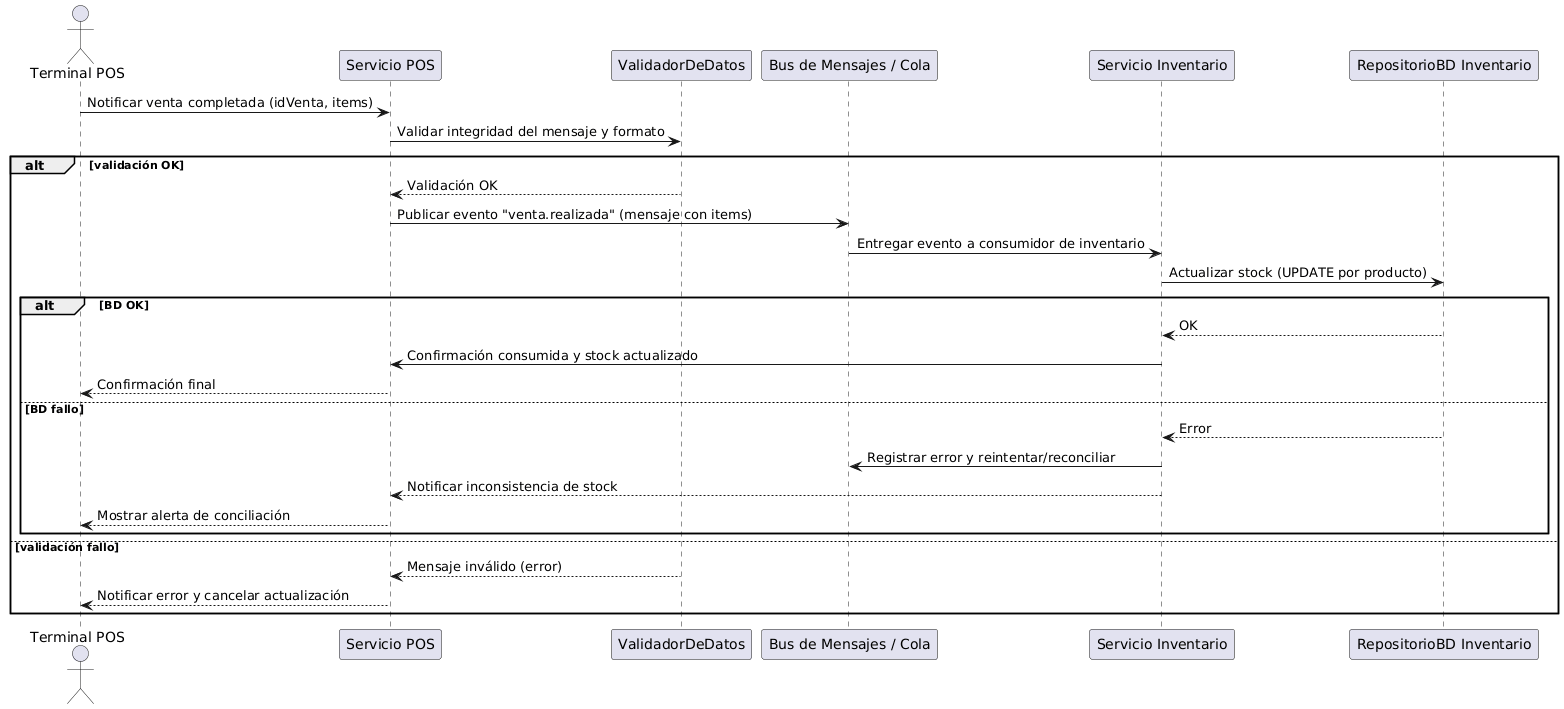 Terminal POS
Servicio POS
ValidadorDeDatos
Bus de Mensajes / Cola
Servicio Inventario
RepositorioBD Inventario
Notificar venta completada (idVenta, items)
Validar integridad del mensaje y formato
alt [validación OK]
Validación OK
Publicar evento "venta.realizada" (mensaje con items)
Entregar evento a consumidor de inventario
Actualizar stock (UPDATE por producto)
alt [BD OK]
OK
Confirmación consumida y stock actualizado
Confirmación final
[BD fallo]
Error
Registrar error y reintentar/reconciliar
Notificar inconsistencia de stock
Mostrar alerta de conciliación
[validación fallo]
Mensaje inválido (error)
Notificar error y cancelar actualización
Terminal POS
Servicio POS
ValidadorDeDatos
Bus de Mensajes / Cola
Servicio Inventario
RepositorioBD Inventario